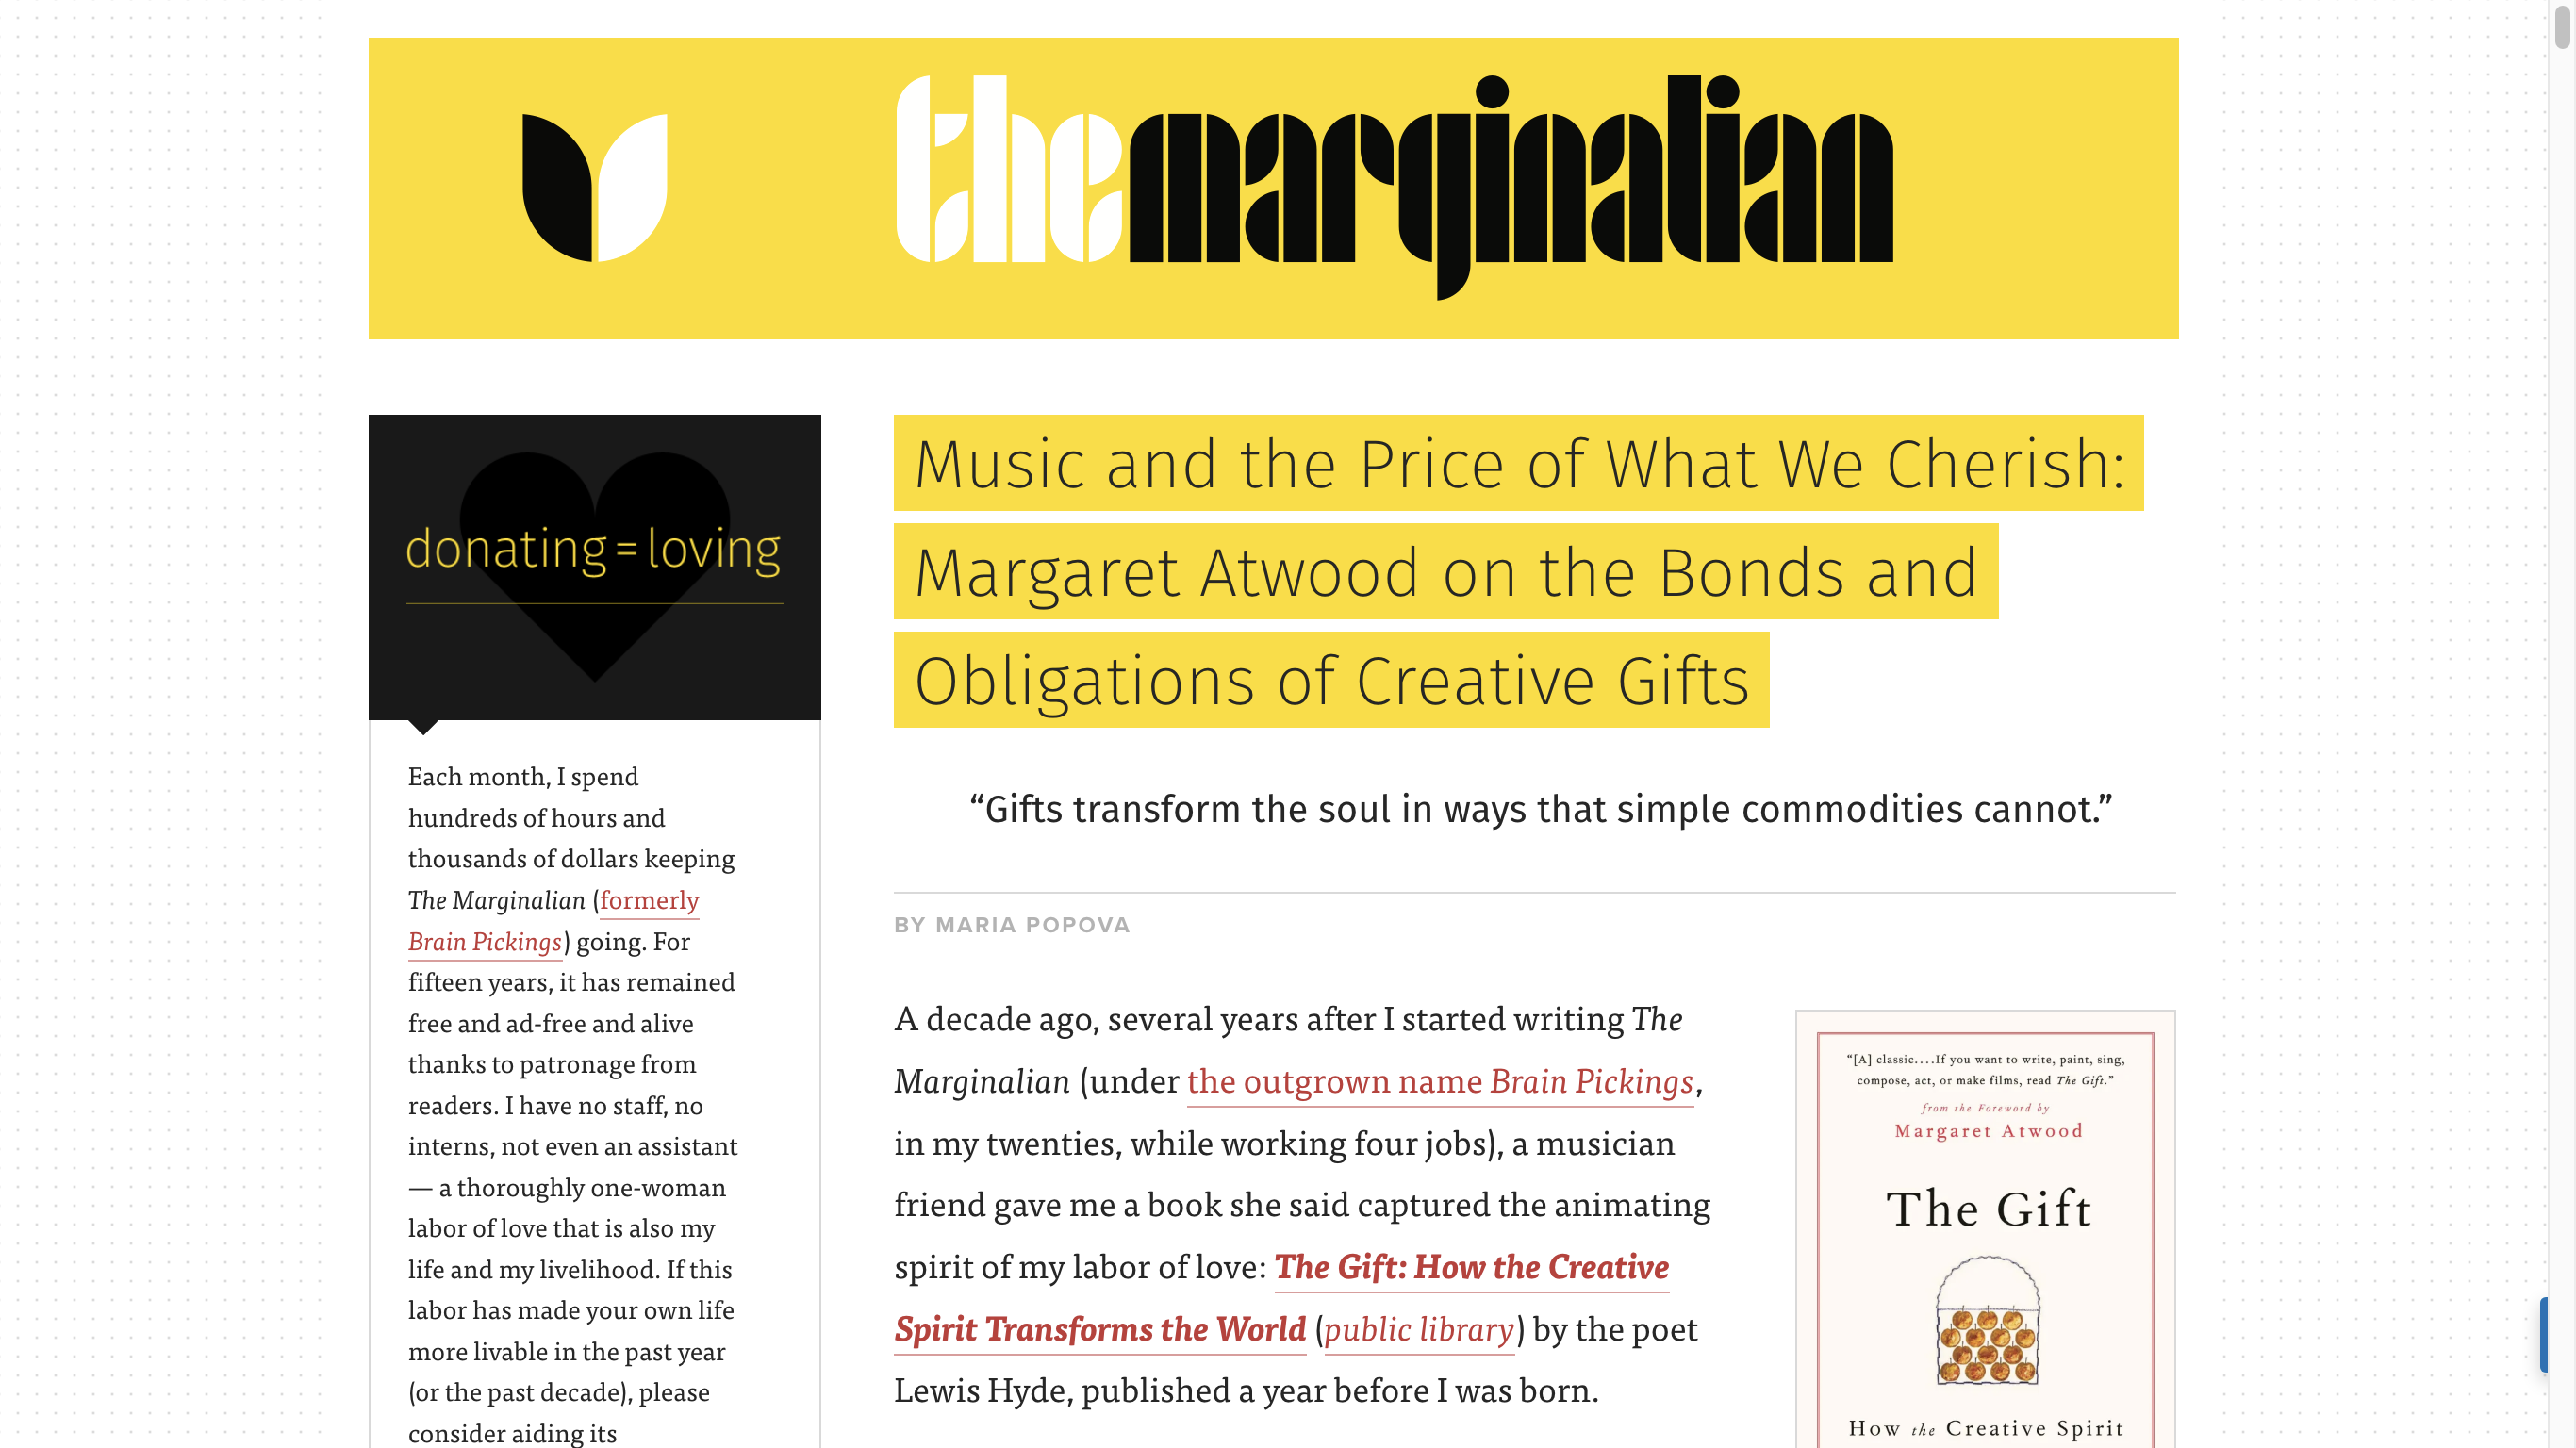 themarginalian
donating = loving
Each month, I spend
hundreds of hours and
thousands of dollars keeping
The Marginalian (formerly
Brain Pickings) going. For
fifteen years, it has remained
free and ad-free and alive
thanks to patronage from
readers. I have no staff, no
interns, not even an assistant
— a thoroughly one-woman
labor of love that is also my
life and my livelihood. If this
labor has made your own life
more livable in the past year
(or the past decade), please
consider aiding its
Music and the Price of What We Cherish:
Margaret Atwood on the Bonds and
Obligations of Creative Gifts
“Gifts transform the soul in ways that simple commodities cannot.”
BY MARIA POPOVA
A decade ago, several years after I started writing The
Marginalian (under the outgrown name Brain Pickings,
in my twenties, while working four jobs), a musician
friend gave me a book she said captured the animating
spirit of my labor of love: The Gift: How the Creative
Spirit Transforms the World (public library) by the poet
Lewis Hyde, published a year before I was born.
“[A] classic....If you want to write, paint, sing,
compose, act, or make films, read The Gift.”
from the Foreword by
Margaret Atwood
The Gift
How the Creative Spirit